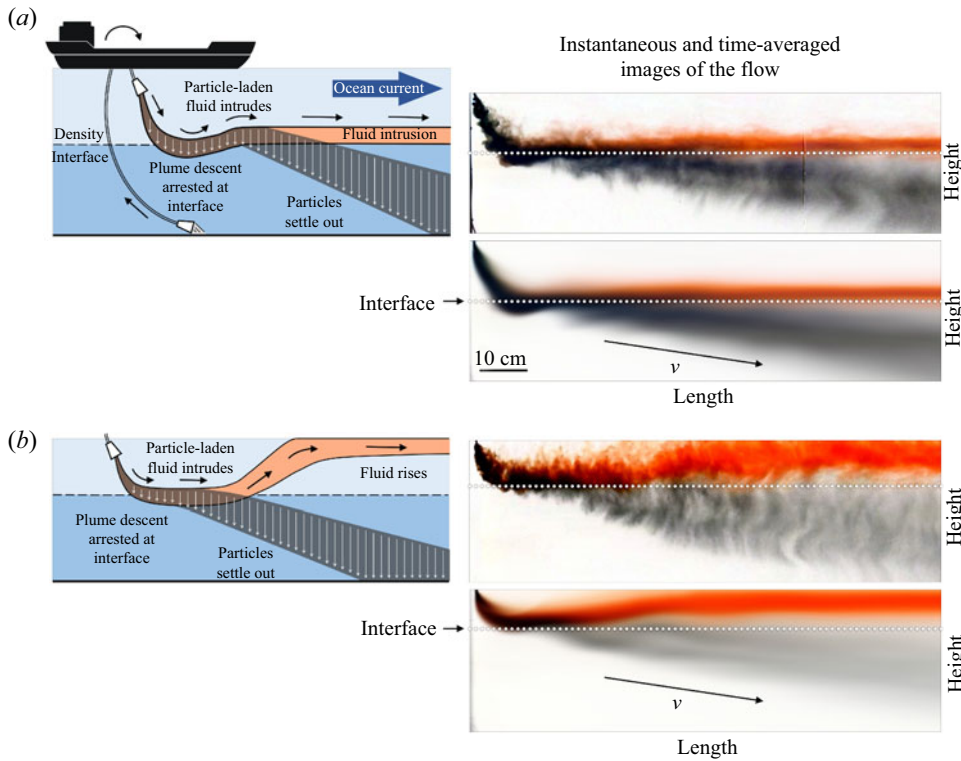 (a)
Instantaneous and time-averaged
images of the flow
Particle-laden
fluid intrudes
Ocean current
Density
Interface
Fluid intrusion
Plume descent
arrested at
interface
Particles
settle out
Height
Interface
Height
10 cm
v
Length
(b)
Particle-laden
fluid intrudes
Fluid rises
Plume descent
arrested at
interface
Particles
settle out
Height
Interface
Height
v
Length